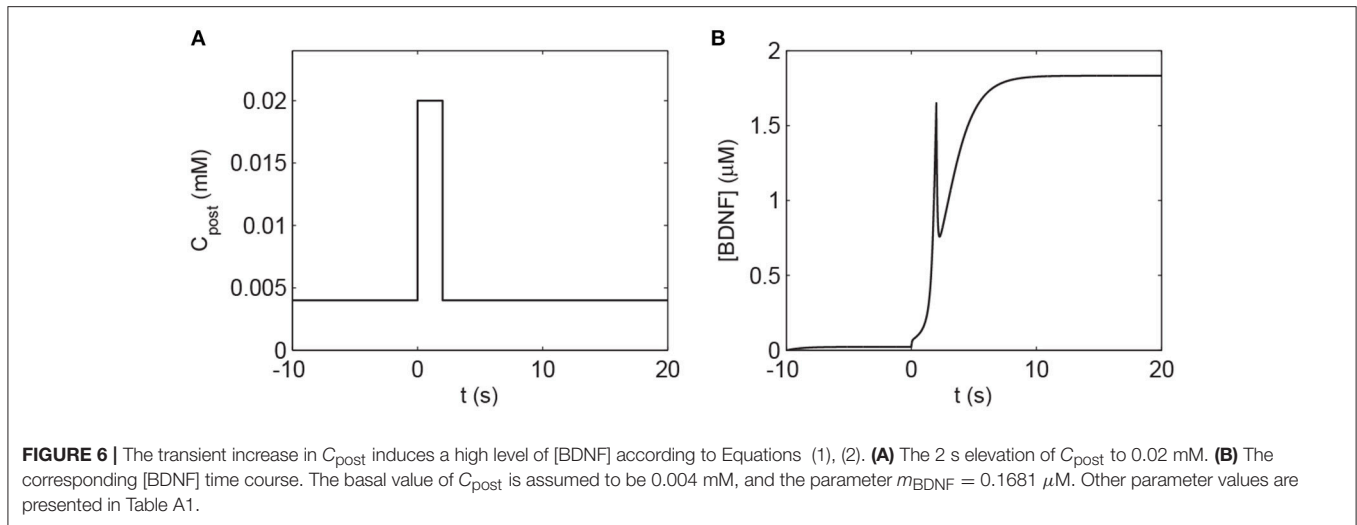 A
C_post (mM)
0.02
0.015
0.01
0.005
0
-10
0
10
20
t (s)
B
[BDNF] (μM)
2
1.5
1
0.5
0
-10
0
10
20
t (s)
FIGURE 6 | The transient increase in C_post induces a high level of [BDNF] according to Equations (1), (2). (A) The 2 s elevation of C_post to 0.02 mM. (B) The
corresponding [BDNF] time course. The basal value of C_post is assumed to be 0.004 mM, and the parameter m_BDNF = 0.1681 μM. Other parameter values are
presented in Table A1.